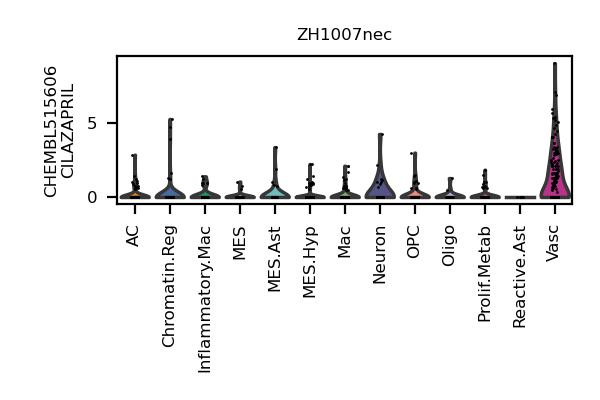 ZH1007nec
CHEMBL515606
CILAZAPRIL
5
0
AC
Chromatin.Reg
Inflammatory.Mac
MES
MES.Ast
MES.Hyp
Mac
Neuron
OPC
Oligo
Prolif.Metab
Reactive.Ast
Vasc